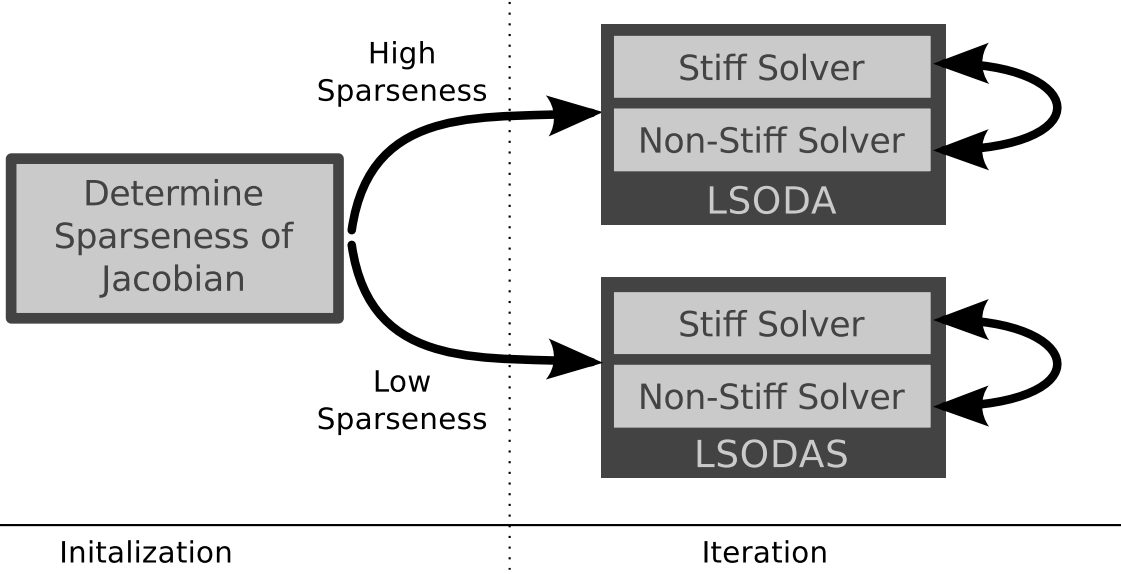 High
Sparseness
Determine
Sparseness of
Jacobian
Low
Sparseness
Stiff Solver
Non-Stiff Solver
LSODA
Stiff Solver
Non-Stiff Solver
LSODAS
Initalization
Iteration